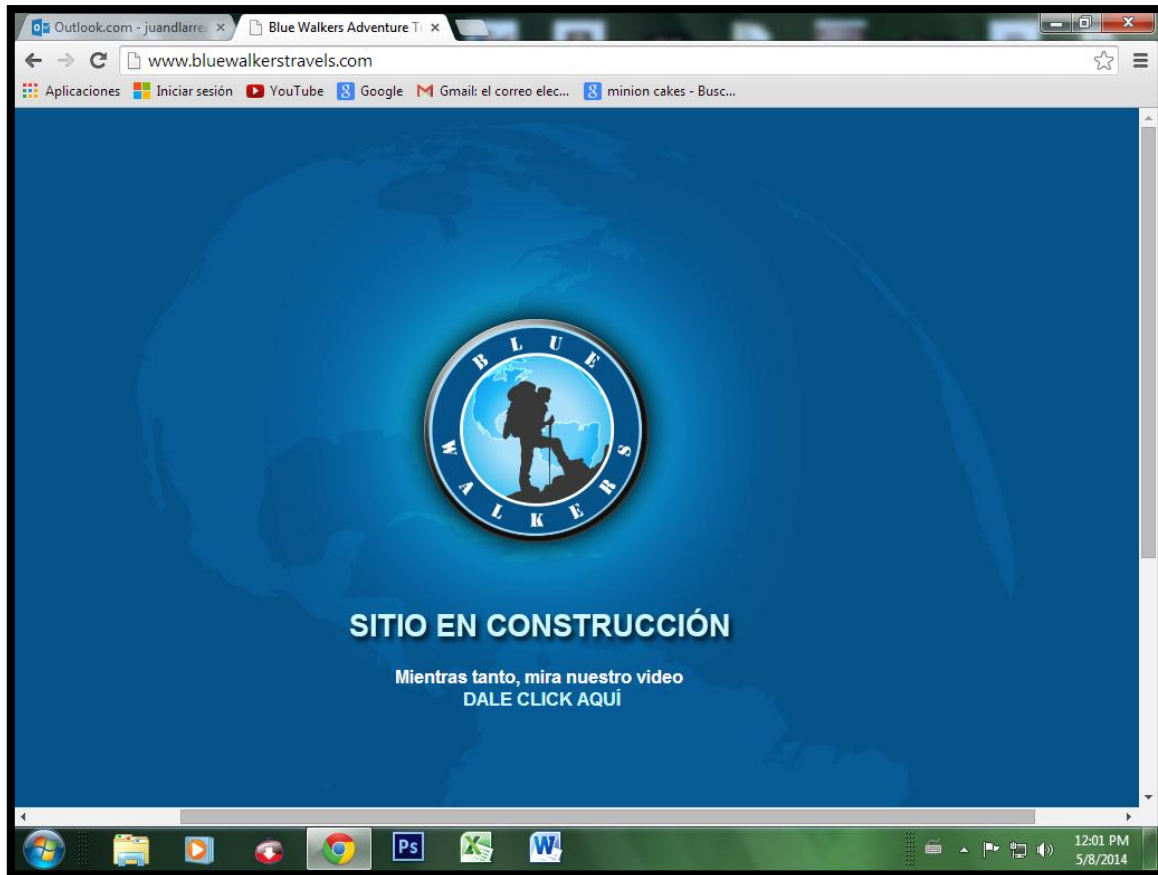 Outlook.com - juandlarre
Blue Walkers Adventure T
www.bluewalkerstravels.com
Aplicaciones Iniciar sesión YouTube Google Gmail: el correo elec... minion cakes - Busc...
BLUE
WALKERS
SITIO EN CONSTRUCCIÓN
Mientras tanto, mira nuestro video
DALE CLICK AQUÍ
Ps
12:01 PM
5/8/2014